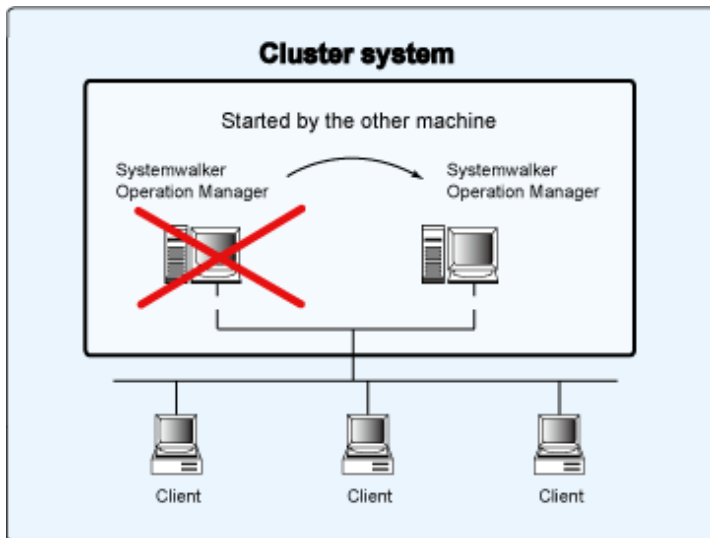 Cluster system
Started by the other machine
Systemwalker
Operation Manager
Systemwalker
Operation Manager
Client
Client
Client